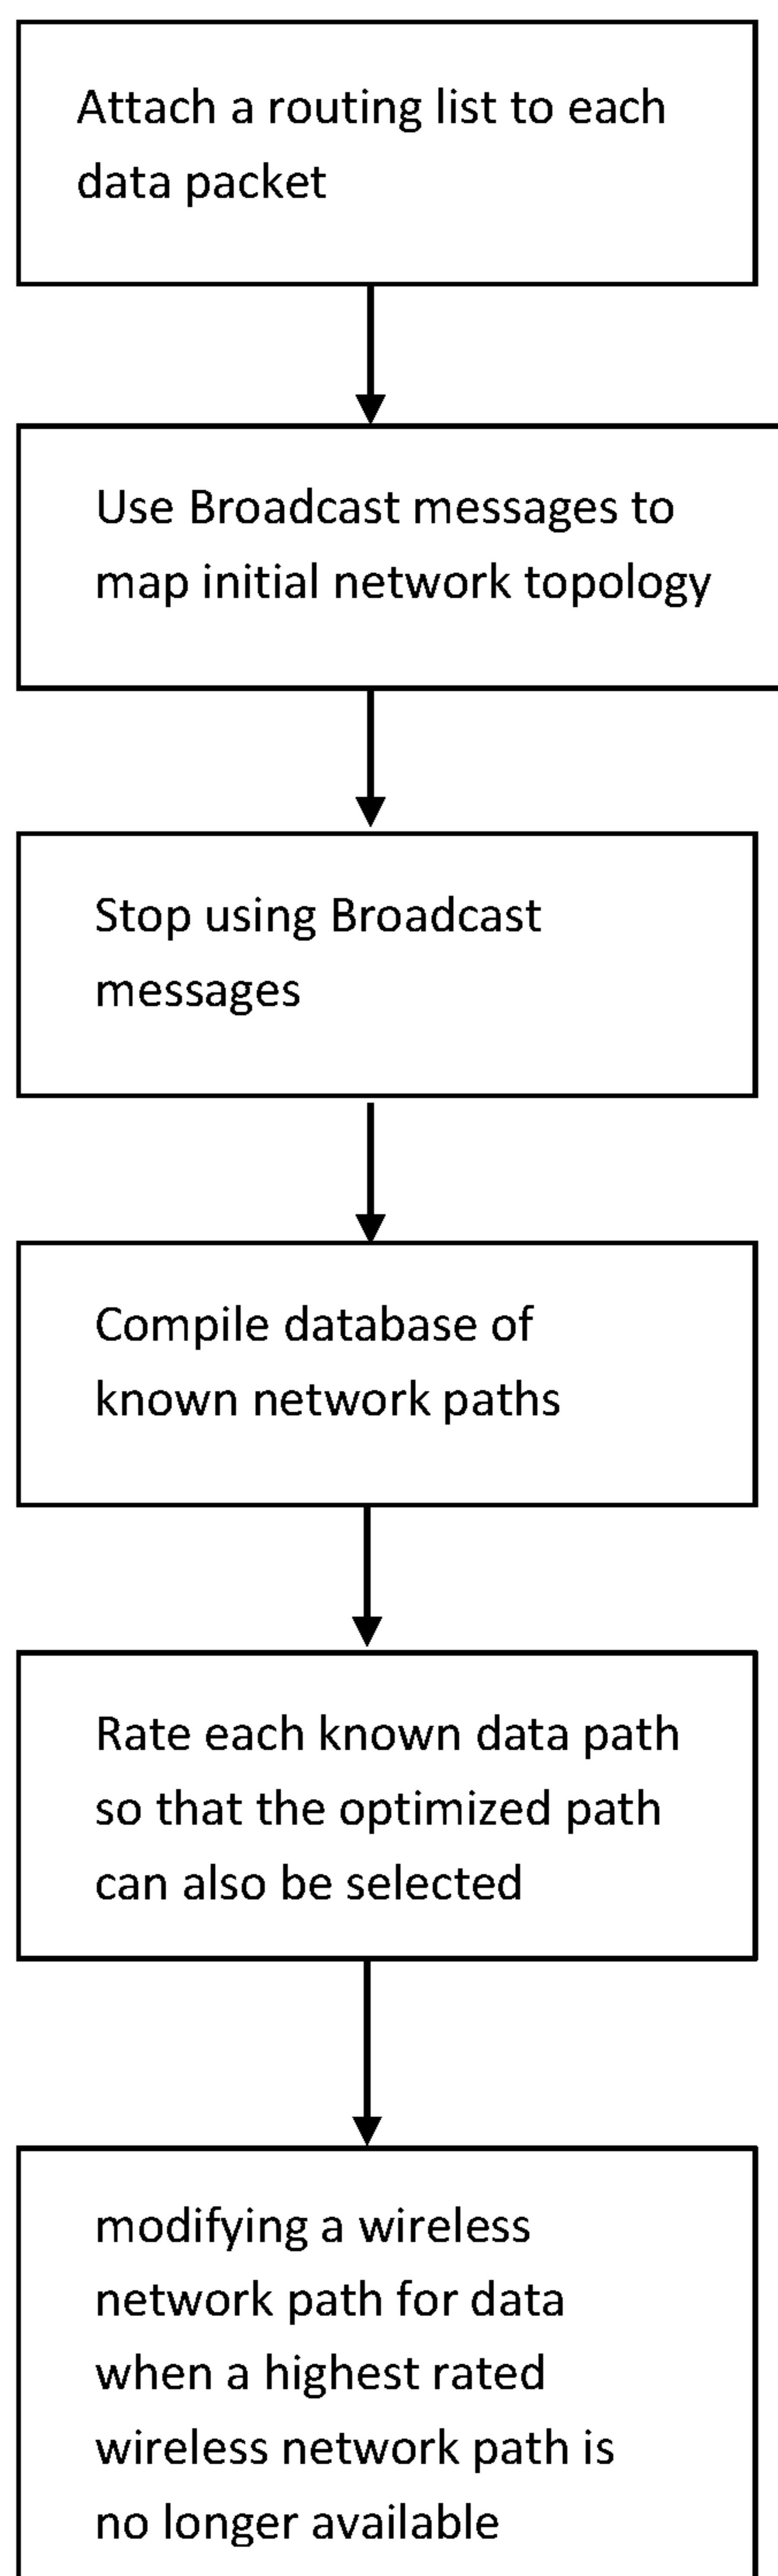 Attach a routing list to each
data packet
Use Broadcast messages to
map initial network topology
Stop using Broadcast
messages
Compile database of
known network paths
Rate each known data path
so that the optimized path
can also be selected
modifying a wireless
network path for data
when a highest rated
wireless network path is
no longer available